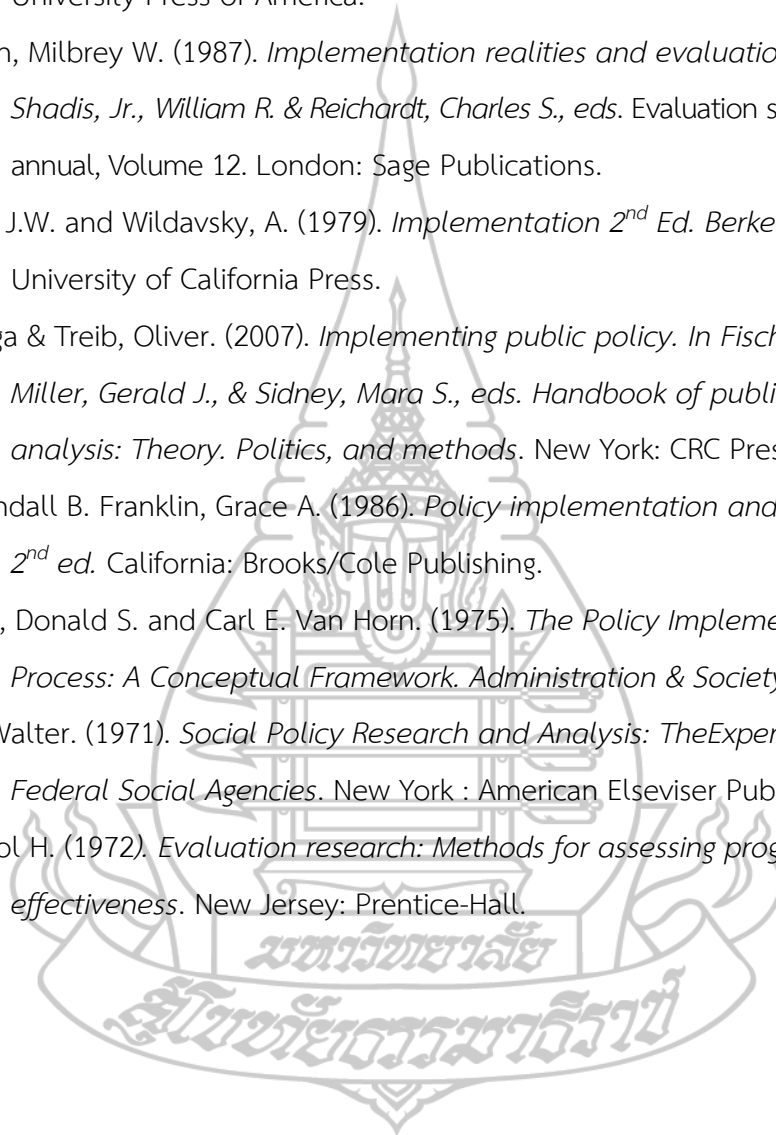 University Press of America.
n, Milbrey W. (1987). Implementation realities and evaluatio
Shadis, Jr., William R. & Reichardt, Charles S., eds. Evaluation s
annual, Volume 12. London: Sage Publications.
J.W. and Wildavsky, A. (1979). Implementation 2nd Ed. Berke
University of California Press.
ga & Treib, Oliver. (2007). Implementing public policy. In Fisch
Miller, Gerald J., & Sidney, Mara S., eds. Handbook of publi
analysis: Theory. Politics, and methods. New York: CRC Pres
ndall B. Franklin, Grace A. (1986). Policy implementation and
2nd ed. California: Brooks/Cole Publishing.
, Donald S. and Carl E. Van Horn. (1975). The Policy Impleme
Process: A Conceptual Framework. Administration & Society
Walter. (1971). Social Policy Research and Analysis: TheExper
Federal Social Agencies. New York : American Elseviser Pub
ol H. (1972). Evaluation research: Methods for assessing prog
effectiveness. New Jersey: Prentice-Hall.
มหาวิทยาลัย
สุโขทัยธรรมาธิราช